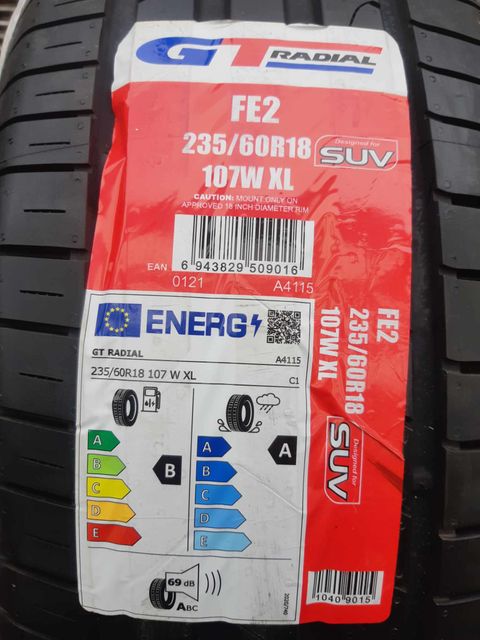 GT RADIAL
FE2
235/60R18
107W XL
Designed for
SUV
CAUTION: MOUNT ONLY ON
APPROVED 18 INCH DIAMETER RIM
EAN
6 943829 509016
0121 A4115
ENERG
GT RADIAL A4115
235/60R18 107 W XL C1
A
B
C
D
E
B
A
B
C
D
E
A
69 dB
ABC
2020/740
FE2
235/60R18
107W XL
Designed for
SUV
1040 9015